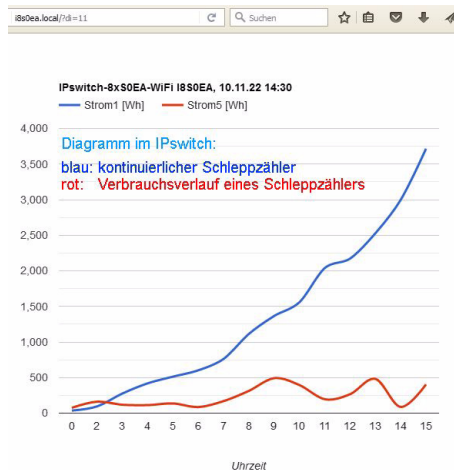 i8s0ea.local/?di=11
Suchen
IPswitch-8xS0EA-WiFi I8S0EA, 10.11.22 14:30
Strom1 [Wh] Strom5 [Wh]
4,000
Diagramm im IPswitch:
3,500
blau: kontinuierlicher Schleppzähler
rot: Verbrauchsverlauf eines Schleppzählers
3,000
2,500
2,000
1,500
1,000
500
0
0 2 3 4 5 6 7 8 9 10 11 12 13 14 15
Uhrzeit